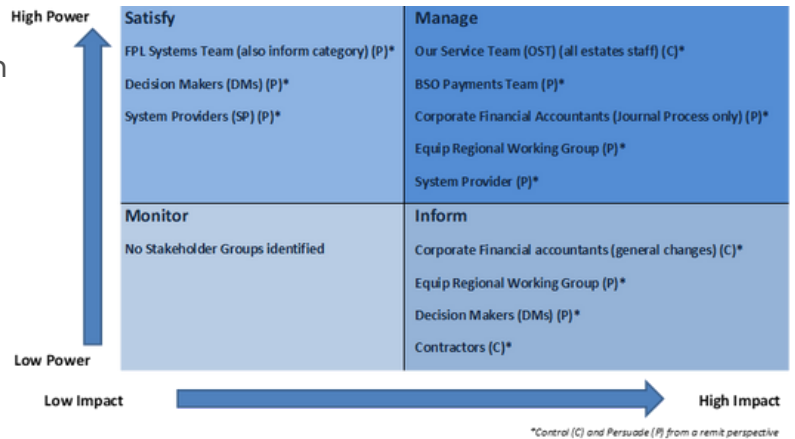 High Power
Satisfy
FPL Systems Team (also inform category) (P)*
Decision Makers (DMs) (P)*
System Providers (SP) (P)*
Manage
Our Service Team (OST) (all estates staff) (C)*
BSO Payments Team (P)*
Corporate Financial Accountants (Journal Process only) (P)*
Equip Regional Working Group (P)*
System Provider (P)*
n
Monitor
No Stakeholder Groups identified
Inform
Corporate Financial accountants (general changes) (C)*
Equip Regional Working Group (P)*
Decision Makers (DMs) (P)*
Contractors (C)*
Low Power
Low Impact
High Impact
*Control (C) and Persuade (P) from a remit perspective